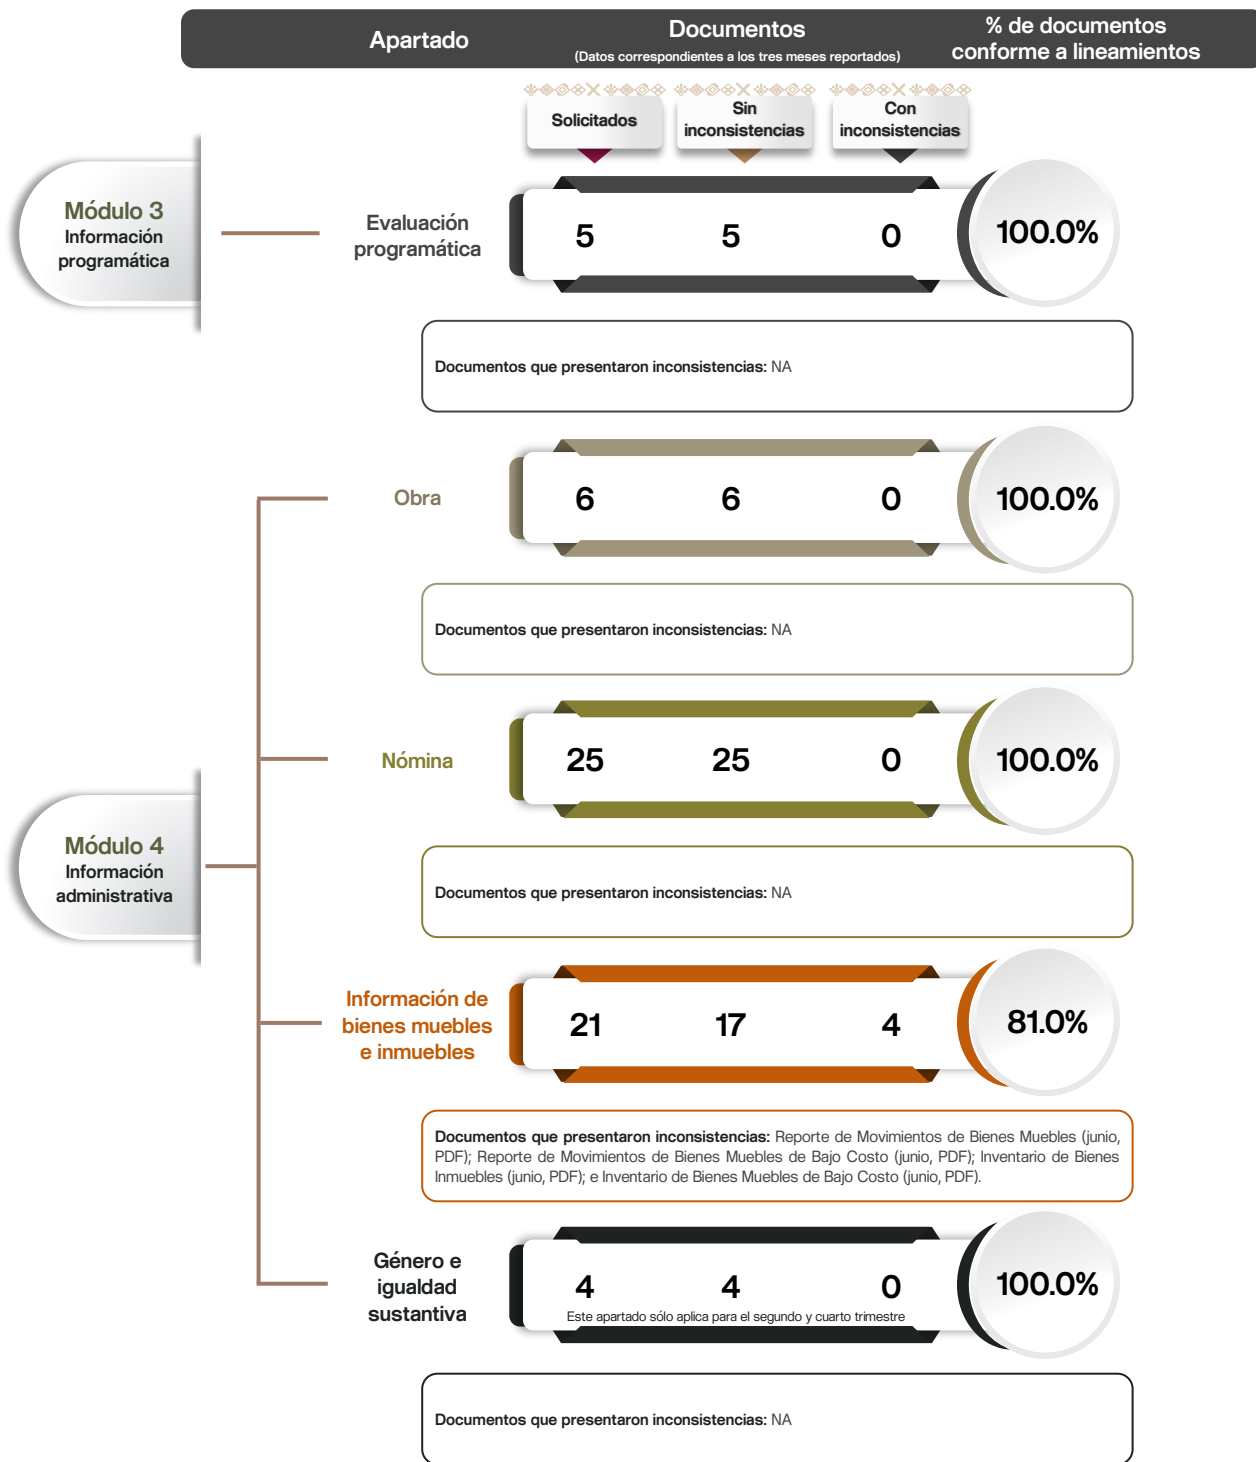 Apartado
Documentos
(Datos correspondientes a los tres meses reportados)
% de documentos
conforme a lineamientos
Solicitados
Sin
inconsistencias
Con
inconsistencias
Módulo 3
Información
programática
Evaluación
programática
5 5 0 100.0%
Documentos que presentaron inconsistencias: NA
Obra
6 6 0 100.0%
Documentos que presentaron inconsistencias: NA
Nómina
25 25 0 100.0%
Documentos que presentaron inconsistencias: NA
Módulo 4
Información
administrativa
Información de
bienes muebles
e inmuebles
21 17 4 81.0%
Documentos que presentaron inconsistencias: Reporte de Movimientos de Bienes Muebles (junio,
PDF); Reporte de Movimientos de Bienes Muebles de Bajo Costo (junio, PDF); Inventario de Bienes
Inmuebles (junio, PDF); e Inventario de Bienes Muebles de Bajo Costo (junio, PDF).
Género e
igualdad
sustantiva
4 4 0 100.0%
Este apartado sólo aplica para el segundo y cuarto trimestre
Documentos que presentaron inconsistencias: NA